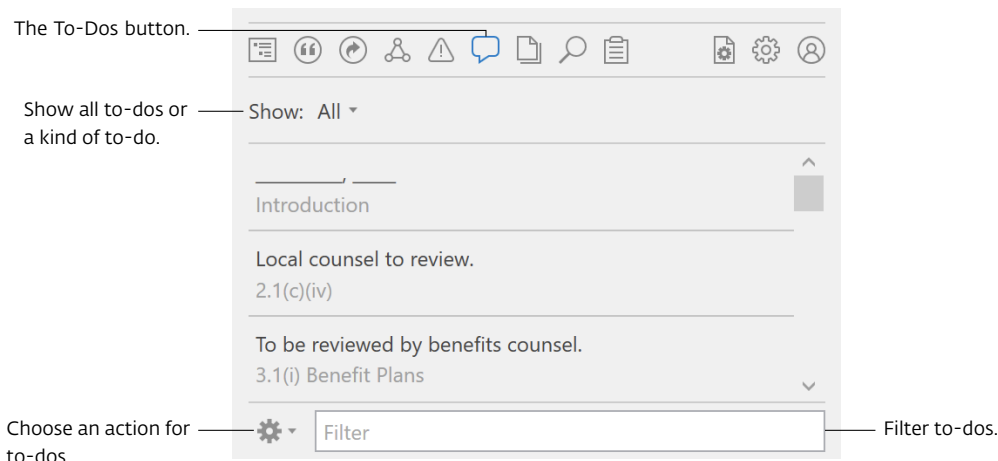 The To-Dos button.
Show all to-dos or
a kind of to-do.
Show: All
________, ____
Introduction
Local counsel to review.
2.1(c)(iv)
To be reviewed by benefits counsel.
3.1(i) Benefit Plans
Choose an action for
to-dos
Filter
Filter to-dos.